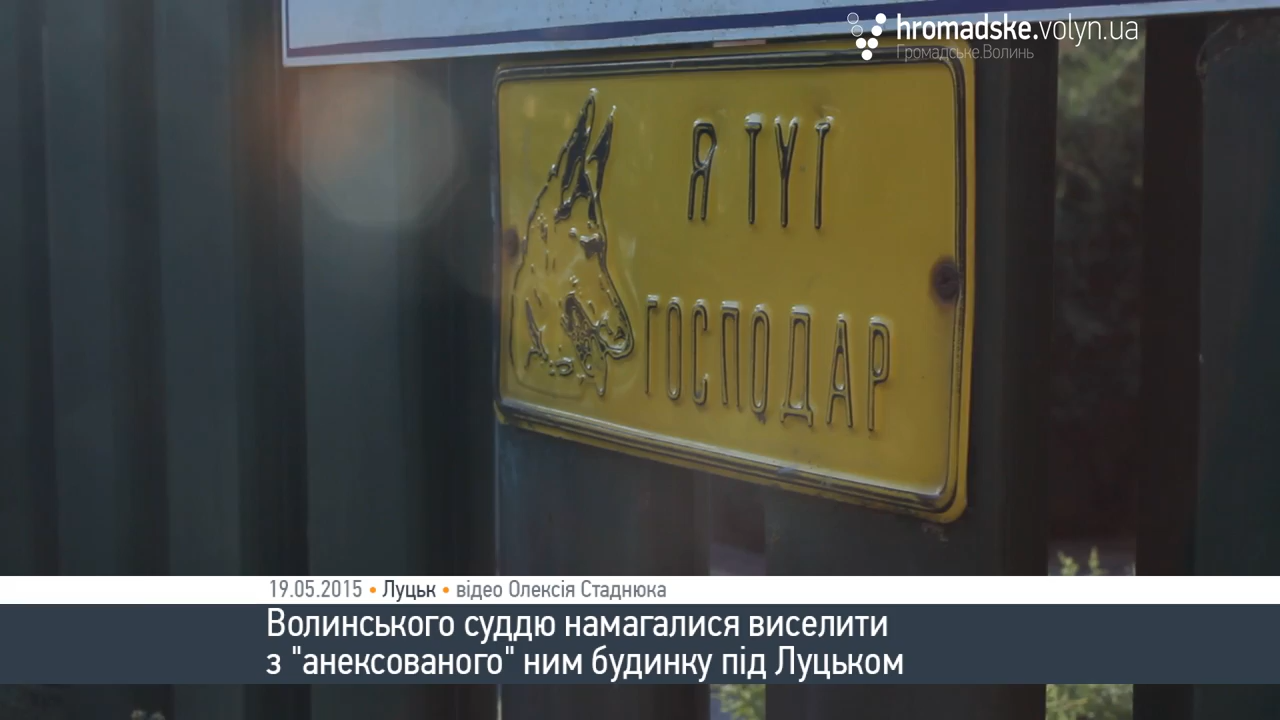 hromadske.volyn.ua
Громадське.Волинь
Я ТУТ
ГОСПОДАР
19.05.2015 • Луцьк • відео Олексія Стаднюка
Волинського суддю намагалися виселити
з "анексованого" ним будинку під Луцьком